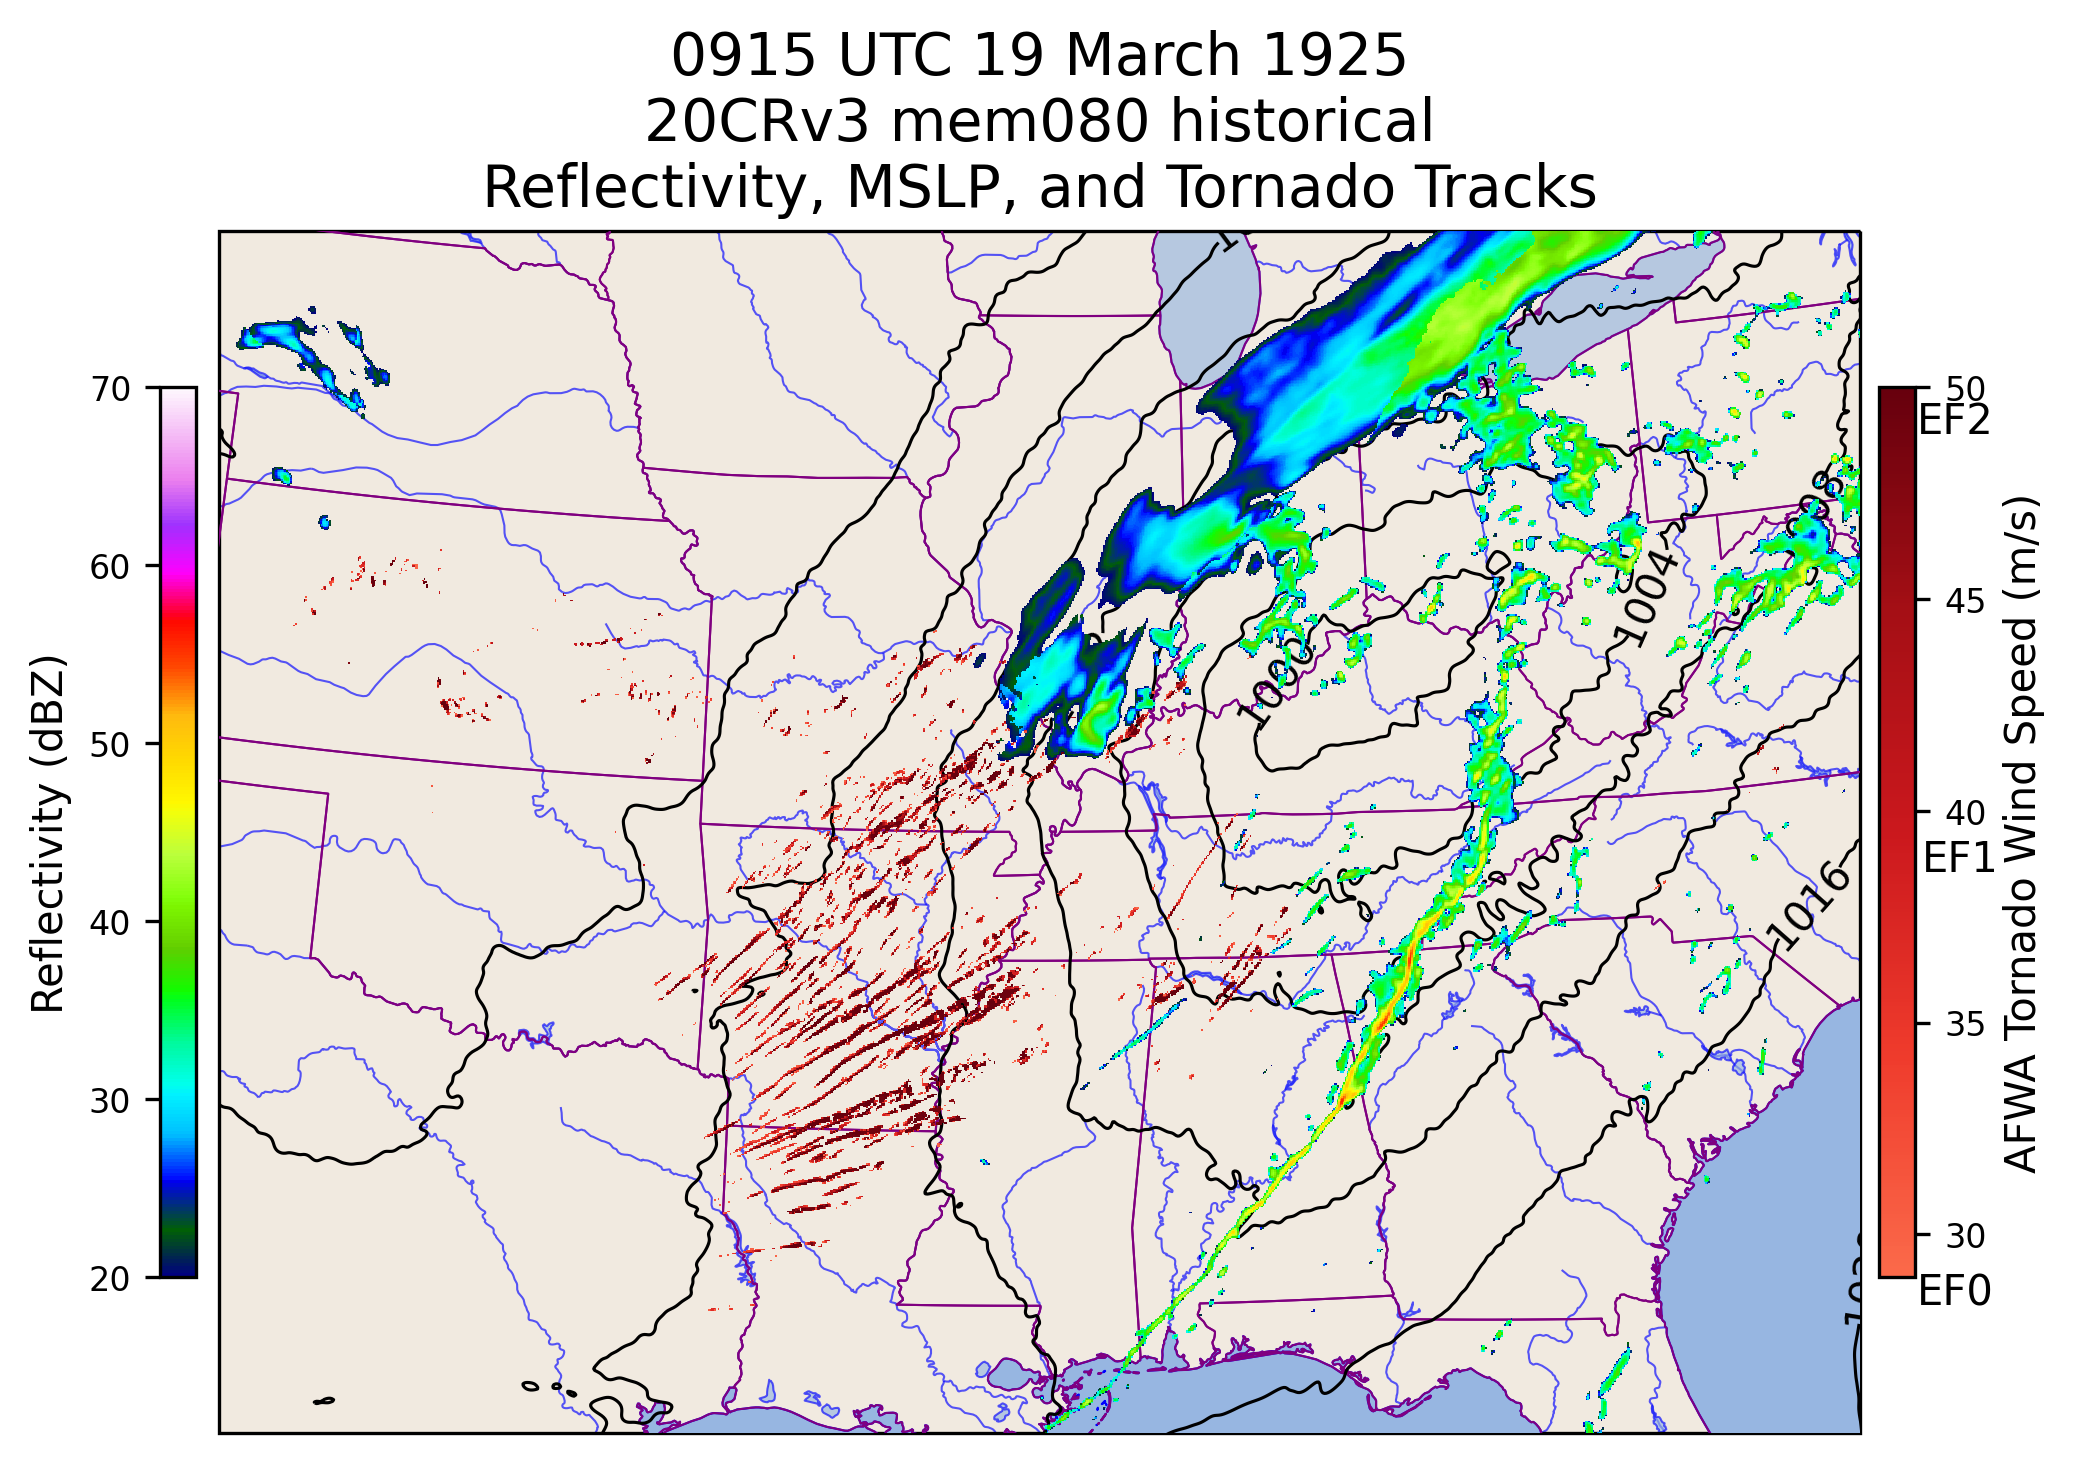 0915 UTC 19 March 1925
20CRv3 mem080 historical
Reflectivity, MSLP, and Tornado Tracks
70
60
50
40
30
20
Reflectivity (dBZ)
1008
1004
1000
1016
50
EF2
45
40
EF1
35
30
EF0
AFWA Tornado Wind Speed (m/s)